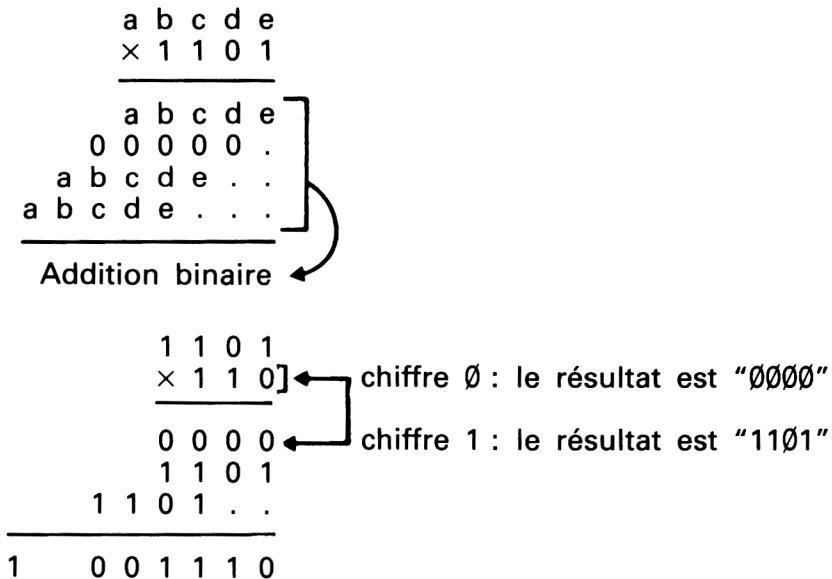 a b c d e
× 1 1 0 1
a b c d e
0 0 0 0 0 .
a b c d e . .
a b c d e . . .
Addition binaire
1 1 0 1
× 1 1 0] chiffre Ø : le résultat est “ØØØØ”
0 0 0 0 chiffre 1 : le résultat est “11Ø1”
1 1 0 1
1 1 0 1 . .
1 0 0 1 1 1 0